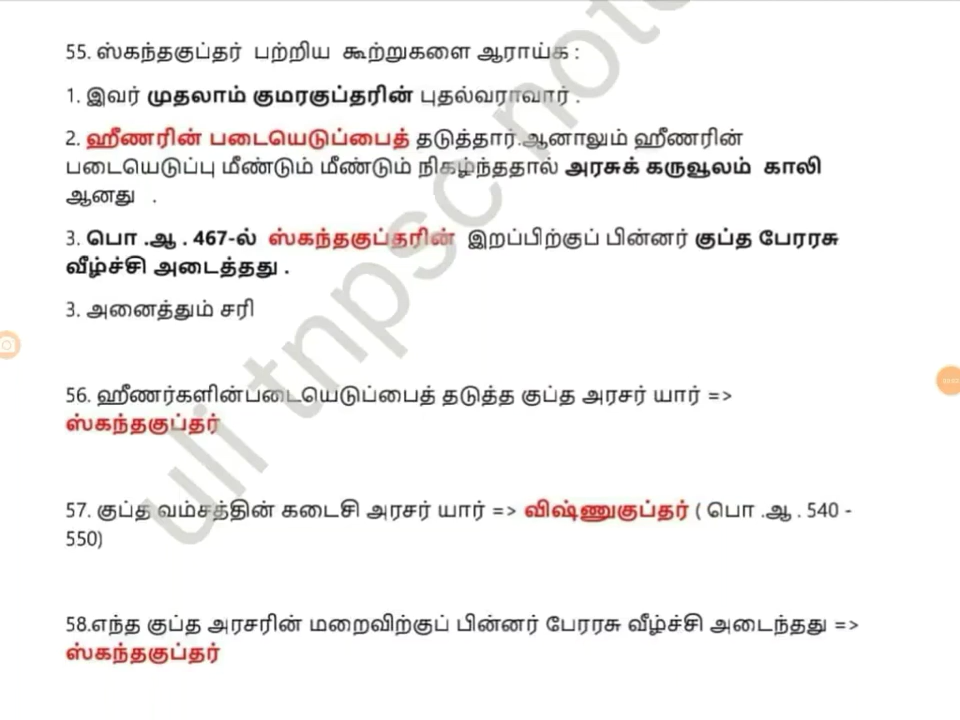 55. ஸ்கந்தகுப்தர் பற்றிய கூற்றுகளை ஆராய்க :
1. இவர் முதலாம் குமரகுப்தரின் புதல்வராவார் .
2. ஹீணரின் படையெடுப்பைத் தடுத்தார்.ஆனாலும் ஹீணரின்
படையெடுப்பு மீண்டும் மீண்டும் நிகழ்ந்ததால் அரசுக் கருவூலம் காலி
ஆனது .
3. பொ .ஆ . 467-ல் ஸ்கந்தகுப்தரின் இறப்பிற்குப் பின்னர் குப்த பேரரசு
வீழ்ச்சி அடைத்தது .
3. அனைத்தும் சரி
56. ஹீணர்களின்படையெடுப்பைத் தடுத்த குப்த அரசர் யார் =>
ஸ்கந்தகுப்தர்
57. குப்த வம்சத்தின் கடைசி அரசர் யார் => விஷ்ணுகுப்தர் ( பொ .ஆ . 540 -
550)
58.எந்த குப்த அரசரின் மறைவிற்குப் பின்னர் பேரரசு வீழ்ச்சி அடைந்தது =>
ஸ்கந்தகுப்தர்
uli tnpsc note